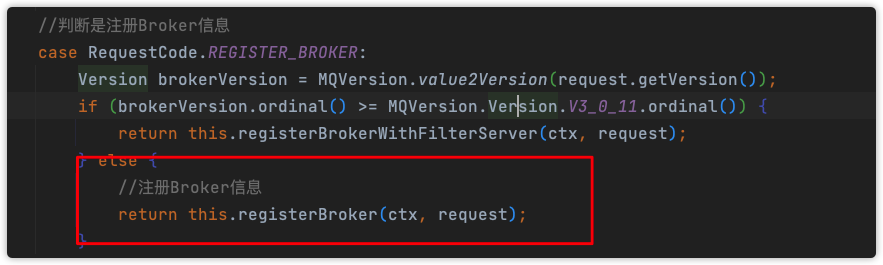 //判断是注册Broker信息
case RequestCode.REGISTER_BROKER:
Version brokerVersion = MQVersion.value2Version(request.getVersion());
if (brokerVersion.ordinal() >= MQVersion.Version.V3_0_11.ordinal()) {
return this.registerBrokerWithFilterServer(ctx, request);
} else {
//注册Broker信息
return this.registerBroker(ctx, request);
}